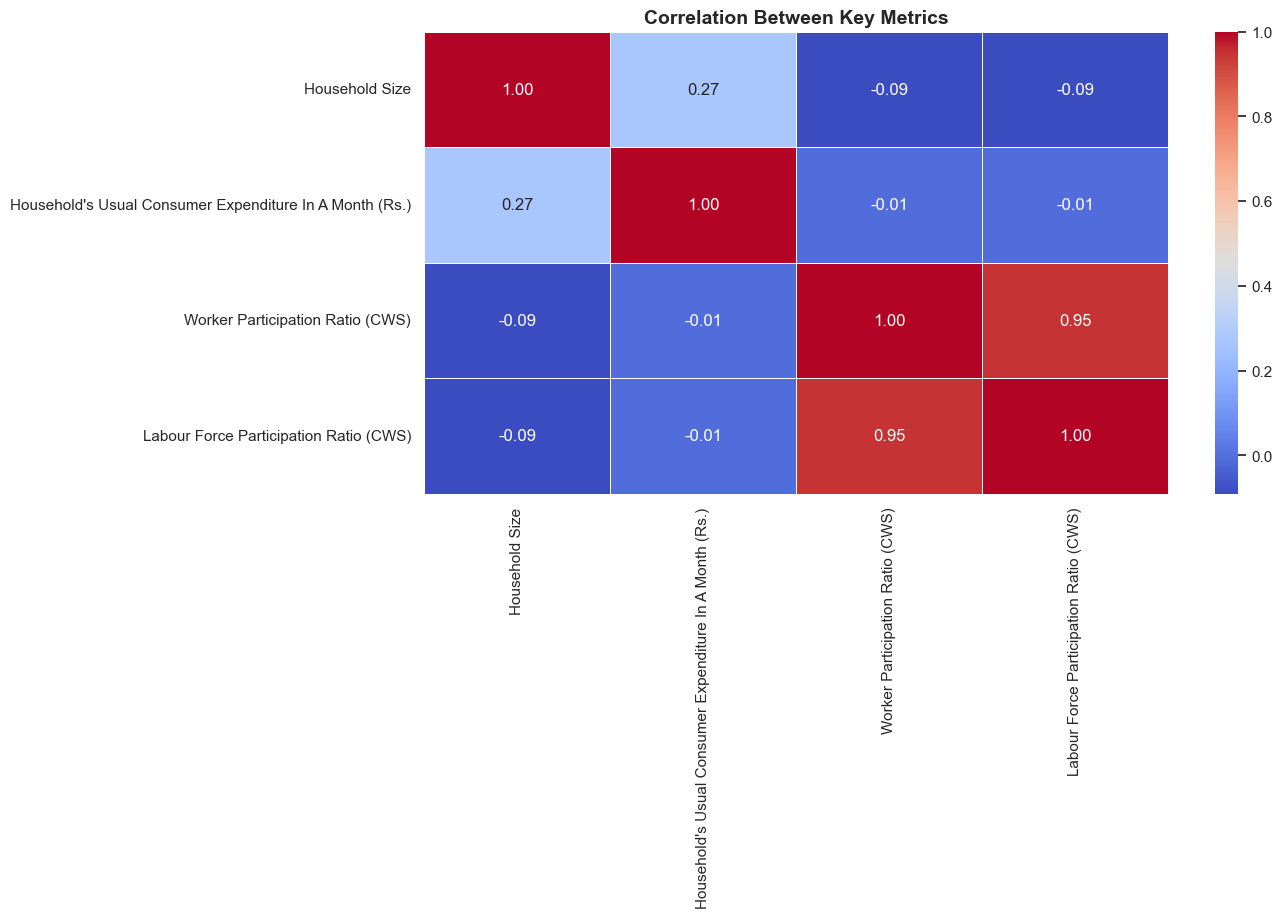 Correlation Between Key Metrics
Household Size
1.00
0.27
-0.09
-0.09
Household's Usual Consumer Expenditure In A Month (Rs.)
0.27
1.00
-0.01
-0.01
Worker Participation Ratio (CWS)
-0.09
-0.01
1.00
0.95
Labour Force Participation Ratio (CWS)
-0.09
-0.01
0.95
1.00
Household Size
Household's Usual Consumer Expenditure In A Month (Rs.)
Worker Participation Ratio (CWS)
Labour Force Participation Ratio (CWS)
1.0
0.8
0.6
0.4
0.2
0.0